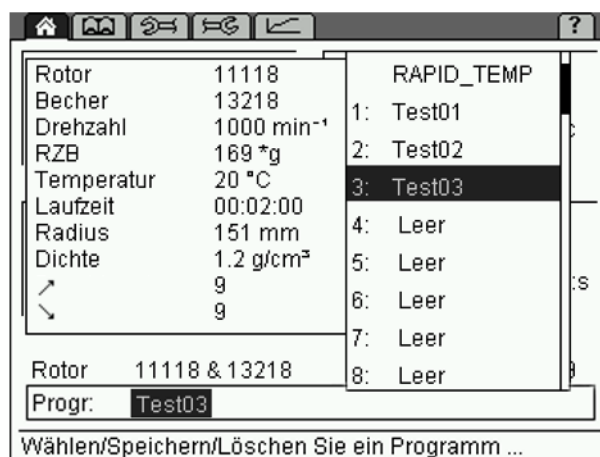 ?
Rotor 11118
Becher 13218
Drehzahl 1000 min⁻¹
RZB 169 *g
Temperatur 20 °C
Laufzeit 00:02:00
Radius 151 mm
Dichte 1.2 g/cm³
↗ 9
↘ 9
RAPID_TEMP
1: Test01
2: Test02
3: Test03
4: Leer
5: Leer
6: Leer
7: Leer
8: Leer
:s
Rotor 11118 & 13218
Progr: Test03
Wählen/Speichern/Löschen Sie ein Programm ...